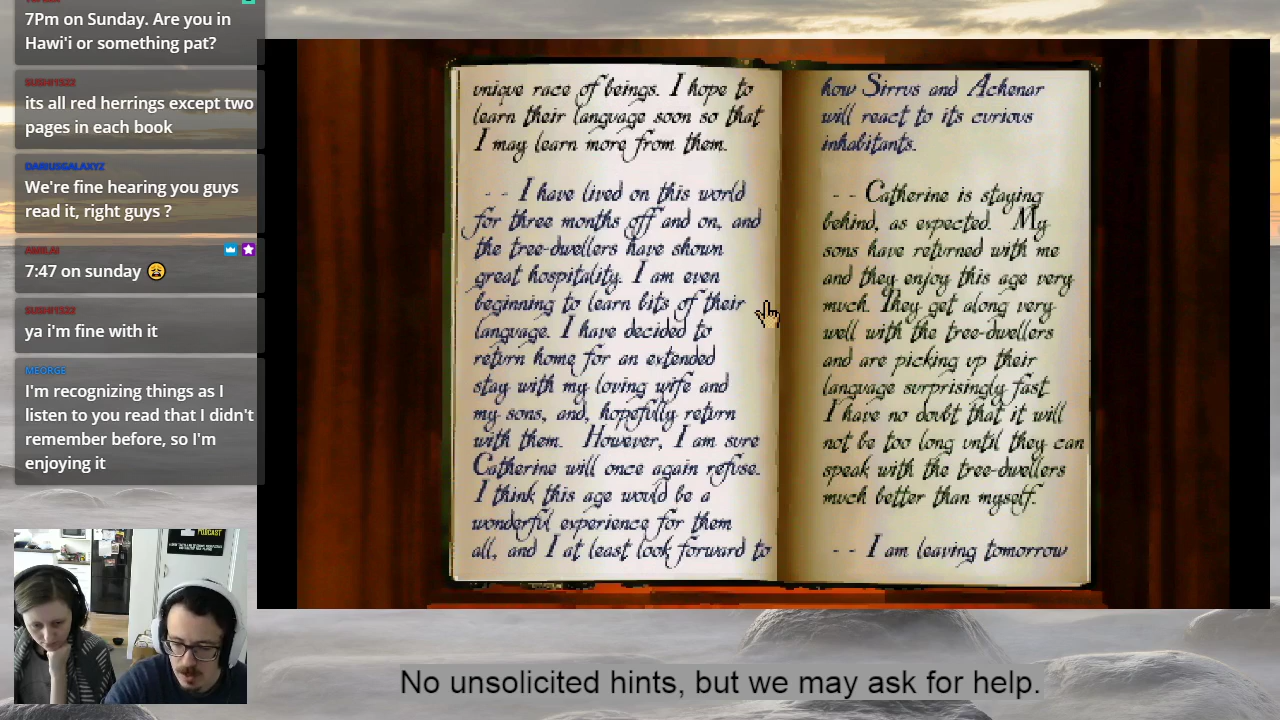 7Pm on Sunday. Are you in
Hawi'i or something pat?
SUSHI1522
its all red herrings except two
pages in each book
DARIUSGALAXYZ
We're fine hearing you guys
read it, right guys ?
7:47 on sunday 😩
SUSHI1522
ya i'm fine with it
MEORGE
I'm recognizing things as I
listen to you read that I didn't
remember before, so I'm
enjoying it
unique race of beings. I hope to
learn their language soon so that
I may learn more from them.
- - I have lived on this world
for three months off and on, and
the tree-dwellers have shown
great hospitality. I am even
beginning to learn bits of their
language. I have decided to
return home for an extended
stay with my loving wife and
my sons, and, hopefully return
with them. However, I am sure
Catherine will once again refuse.
I think this age would be a
wonderful experience for them
all, and I at least look forward to
how Sirrus and Achenar
will react to its curious
inhabitants.
- - Catherine is staying
behind, as expected. My
sons have returned with me
and they enjoy this age very
much. They get along very
well with the tree-dwellers
and are picking up their
language surprisingly fast.
I have no doubt that it will
not be too long until they can
speak with the tree-dwellers
much better than myself.
- - I am leaving tomorrow
PODCAST
No unsolicited hints, but we may ask for help.